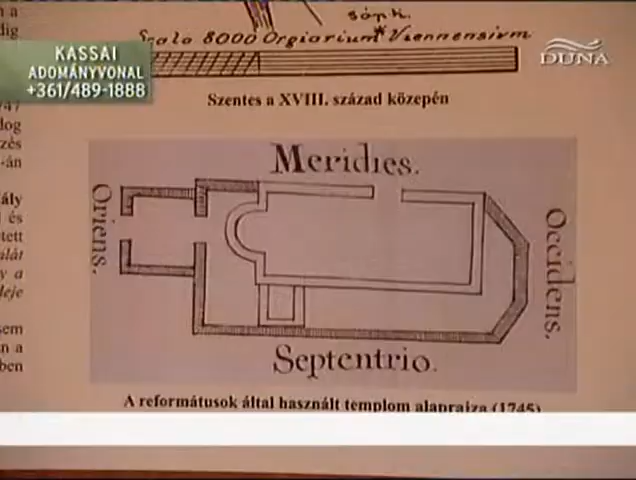 sónk.
Scala 8000 Orgiarium Viennensium
KASSAI
ADOMÁNYVONAL
+361/489-1888
DUNA
Szentes a XVIII. század közepén
Meridies.
Oriens.
Occidens.
Septentrio.
A reformátusok által használt templom alaprajza (1745)